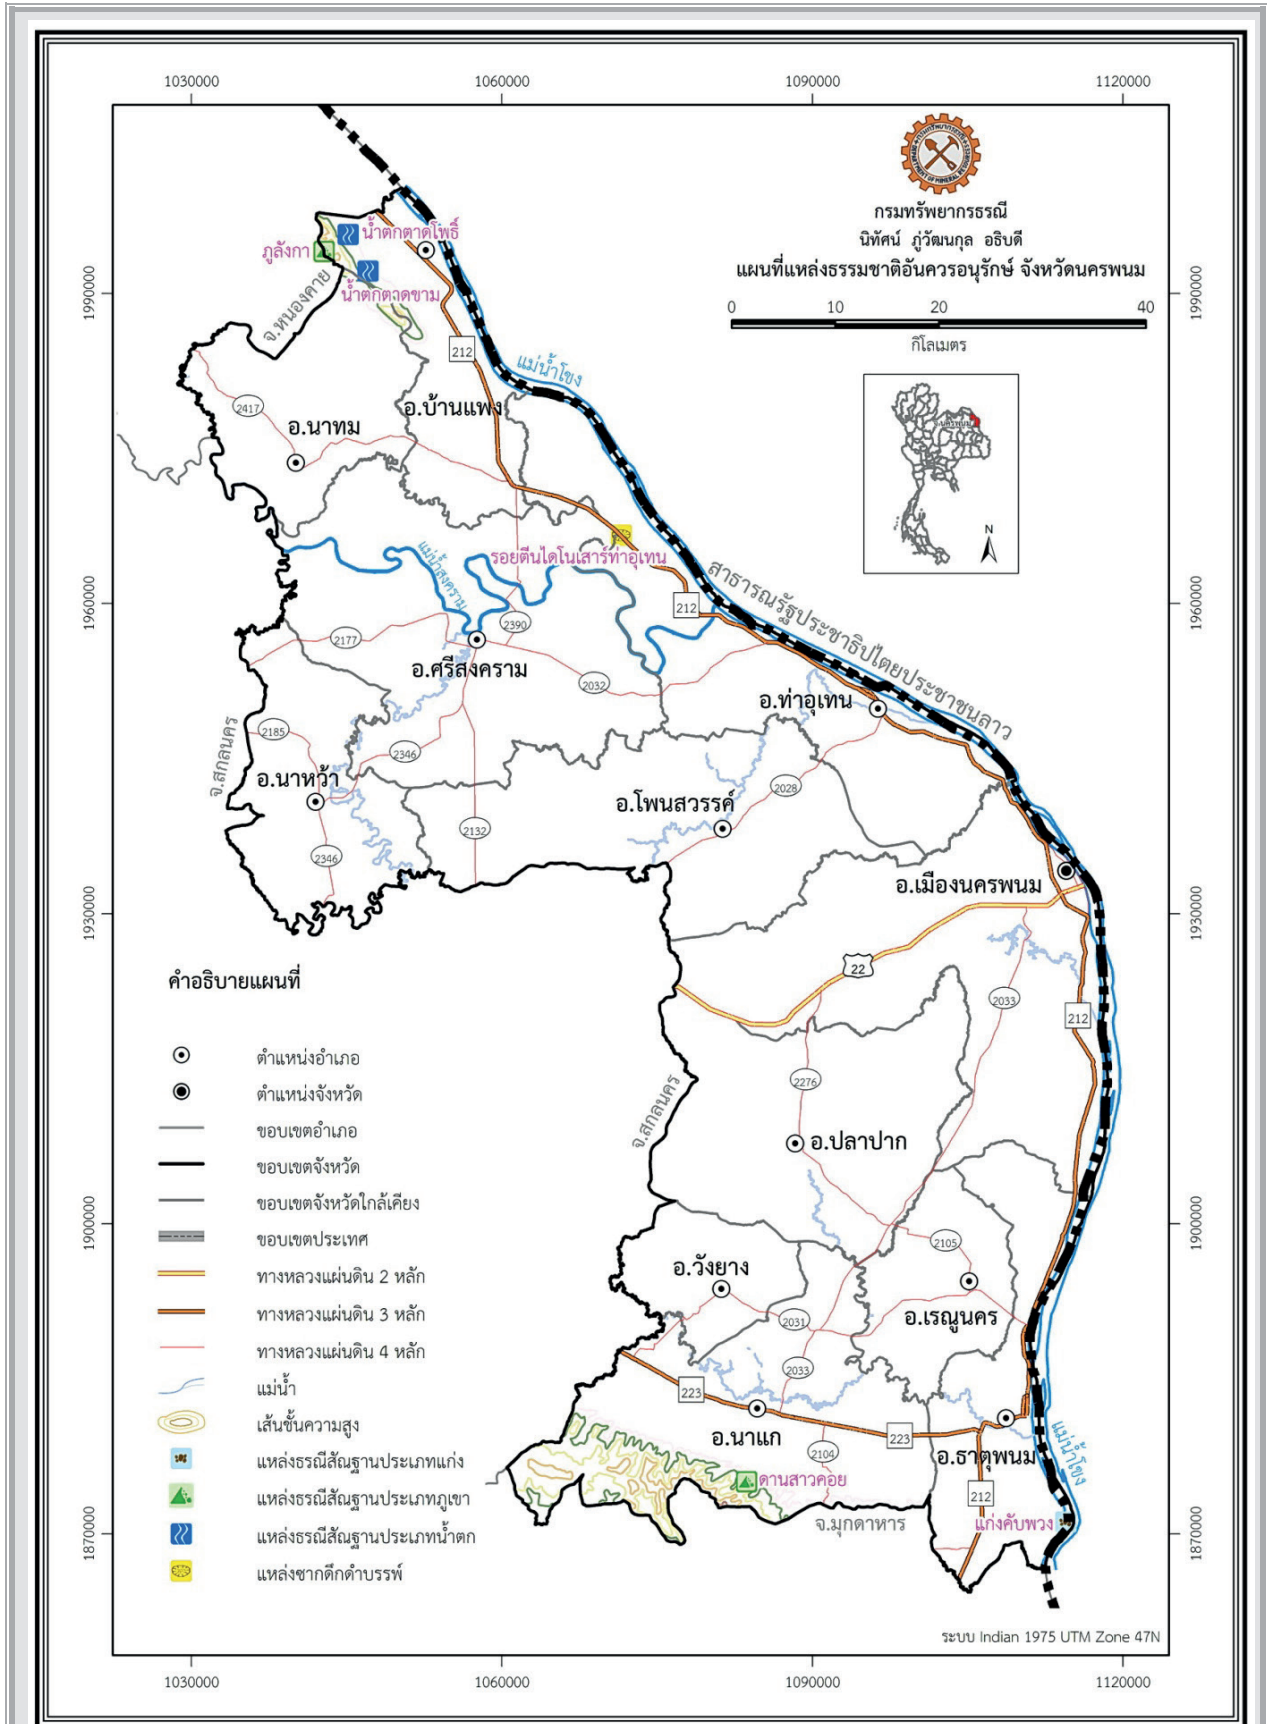 1030000 1060000 1090000 1120000
กรมทรัพยากรธรณี
DEPARTMENT OF MINERAL RESOURCES
กรมทรัพยากรธรณี
นิทัศน์ ภู่วัฒนกุล อธิบดี
แผนที่แหล่งธรรมชาติอันควรอนุรักษ์ จังหวัดนครพนม
0 10 20 40
กิโลเมตร
นครพนม
N
1990000
1960000
1930000
1900000
1870000
1990000
1960000
1930000
1900000
1870000
น้ำตกตาดโพธิ์
ภูลังกา
น้ำตกตาดขาม
จ.หนองคาย
212
แม่น้ำโขง
2417
อ.บ้านแพง
อ.นาทม
รอยตีนไดโนเสาร์ท่าอุเทน
แม่น้ำสงคราม
สาธารณรัฐประชาธิปไตยประชาชนลาว
212
2390
2177
อ.ศรีสงคราม
2032
อ.ท่าอุเทน
2185
จ.สกลนคร
2346
อ.นาหว้า
2028
อ.โพนสวรรค์
2132
2346
อ.เมืองนครพนม
22
2033
212
2276
จ.สกลนคร
อ.ปลาปาก
2105
อ.วังยาง
2031
อ.เรณูนคร
2033
223
อ.นาแก
223
2104
อ.ธาตุพนม
แม่น้ำโขง
ดานสาวคอย
212
แก่งคับพวง
จ.มุกดาหาร
คำอธิบายแผนที่
ตำแหน่งอำเภอ
ตำแหน่งจังหวัด
ขอบเขตอำเภอ
ขอบเขตจังหวัด
ขอบเขตจังหวัดใกล้เคียง
ขอบเขตประเทศ
ทางหลวงแผ่นดิน 2 หลัก
ทางหลวงแผ่นดิน 3 หลัก
ทางหลวงแผ่นดิน 4 หลัก
แม่น้ำ
เส้นชั้นความสูง
แหล่งธรณีสัณฐานประเภทแก่ง
แหล่งธรณีสัณฐานประเภทภูเขา
แหล่งธรณีสัณฐานประเภทน้ำตก
แหล่งซากดึกดำบรรพ์
ระบบ Indian 1975 UTM Zone 47N
1030000 1060000 1090000 1120000